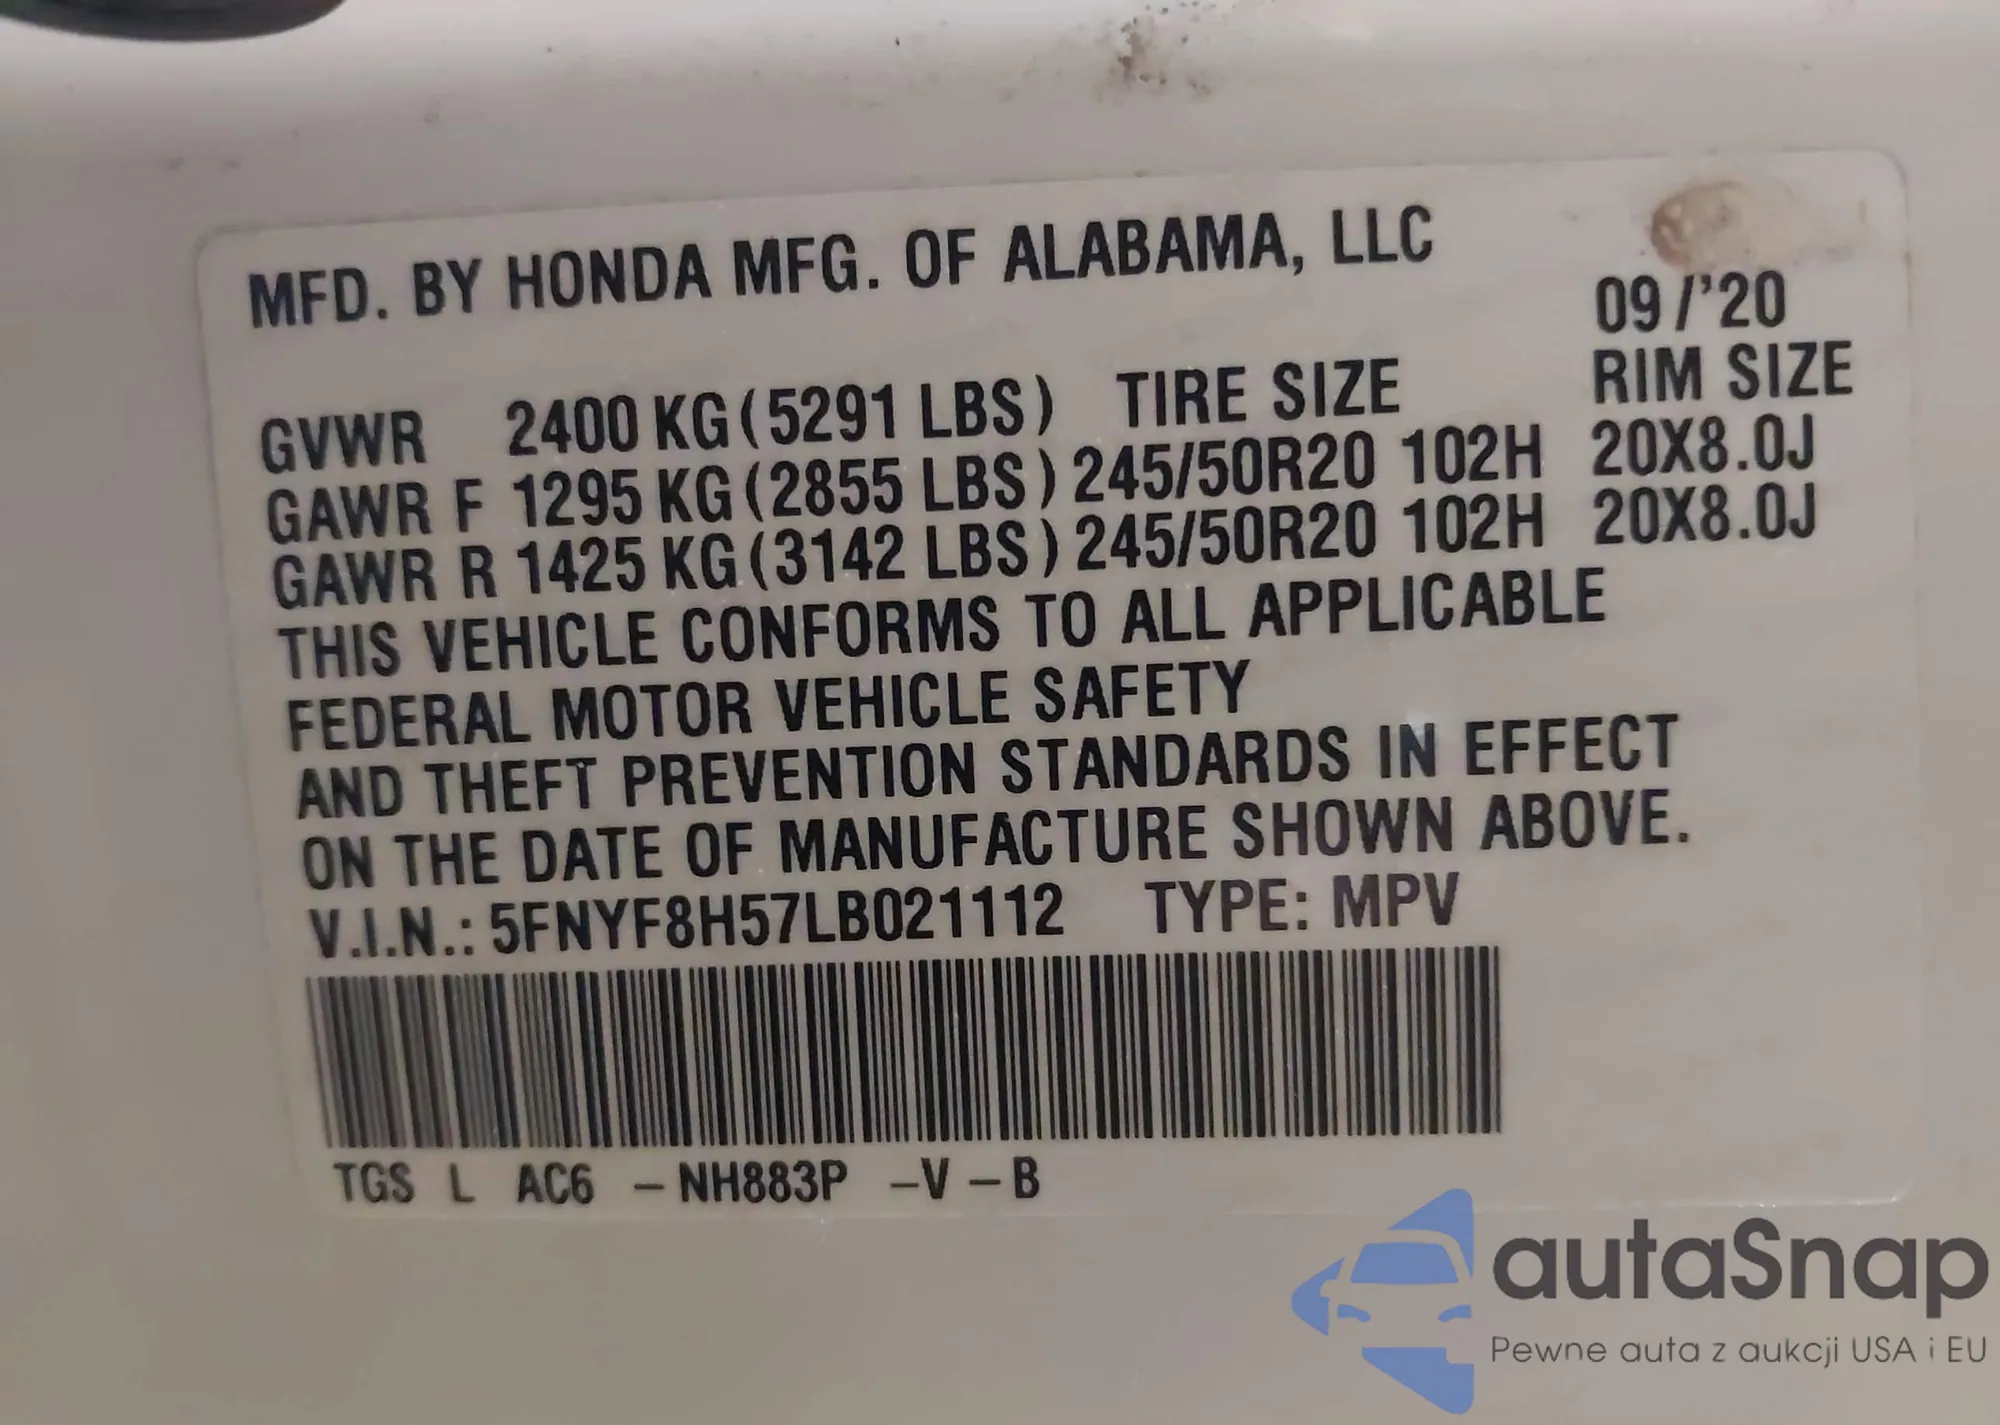 MFD. BY HONDA MFG. OF ALABAMA, LLC
09/'20
GVWR 2400 KG (5291 LBS) TIRE SIZE RIM SIZE
GAWR F 1295 KG (2855 LBS) 245/50R20 102H 20X8.0J
GAWR R 1425 KG (3142 LBS) 245/50R20 102H 20X8.0J
THIS VEHICLE CONFORMS TO ALL APPLICABLE
FEDERAL MOTOR VEHICLE SAFETY
AND THEFT PREVENTION STANDARDS IN EFFECT
ON THE DATE OF MANUFACTURE SHOWN ABOVE.
V.I.N.: 5FNYF8H57LB021112 TYPE: MPV
TGS L AC6 – NH883P –V – B
autaSnap
Pewne auta z aukcji USA i EU